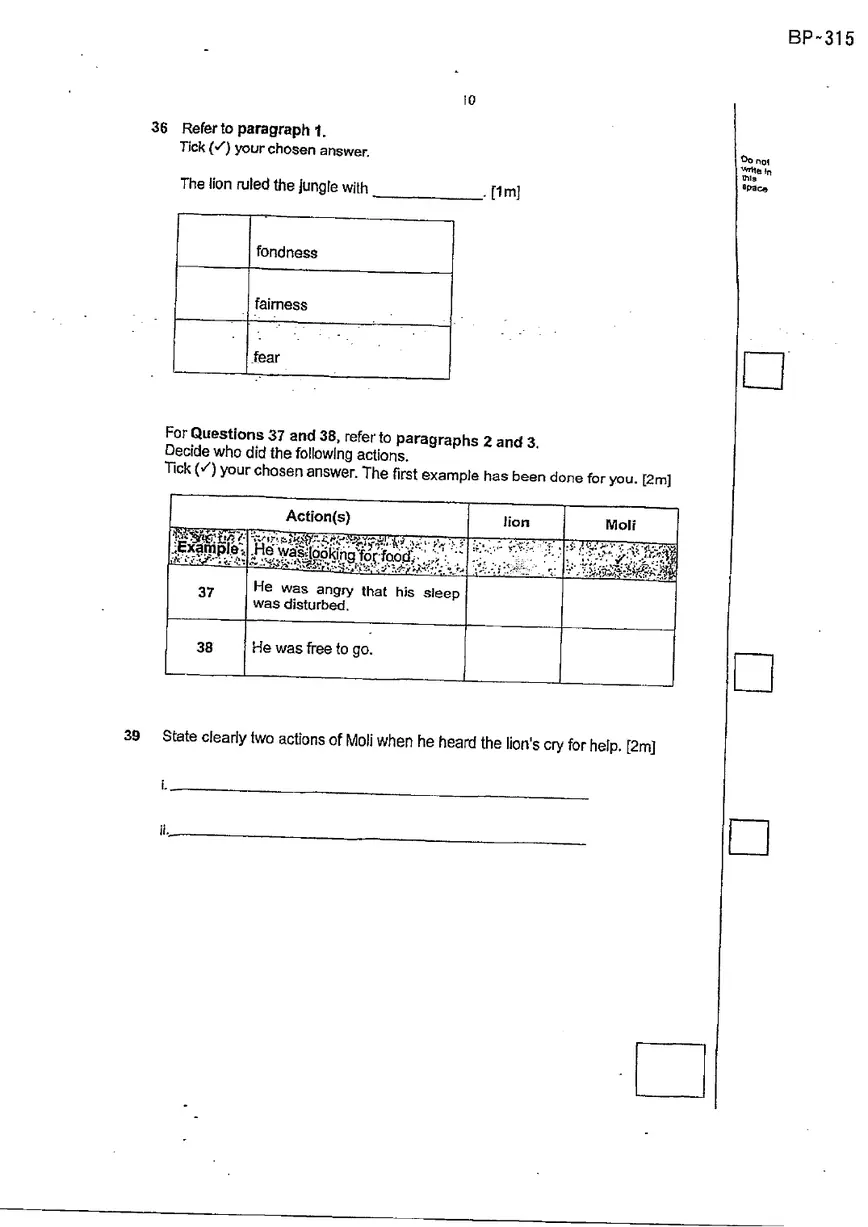 BP~315
10
36 Refer to paragraph 1.
Tick (✓) your chosen answer.
Do not
write in
this
space
The lion ruled the jungle with ____________. [1m]
fondness
fairness
fear
For Questions 37 and 38, refer to paragraphs 2 and 3.
Decide who did the following actions.
Tick (✓) your chosen answer. The first example has been done for you. [2m]
Action(s) lion Moli
Example He was looking for food. ✓
37 He was angry that his sleep
was disturbed.
38 He was free to go.
39 State clearly two actions of Moli when he heard the lion's cry for help. [2m]
i.
ii.